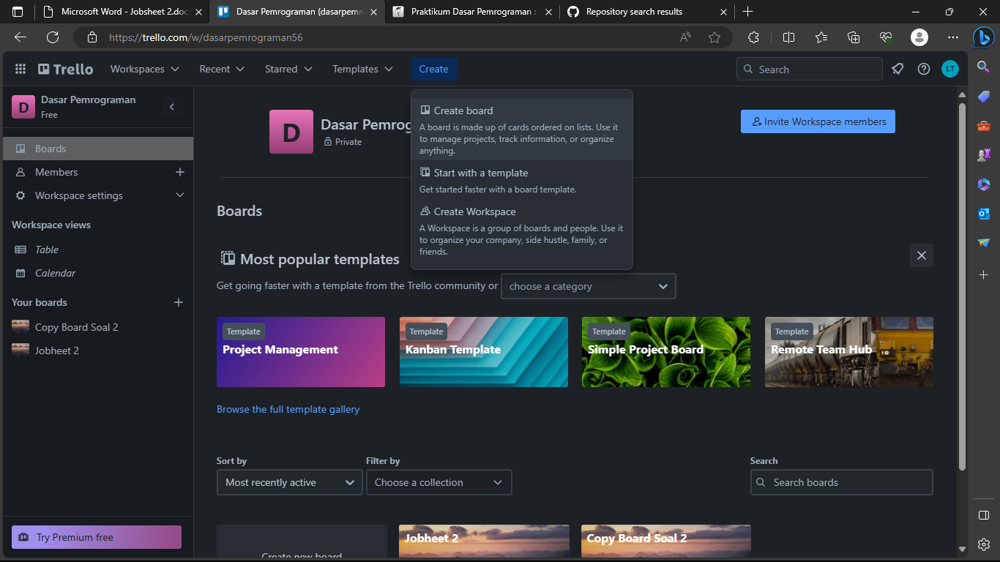 Microsoft Word - Jobsheet 2.doc
Dasar Pemrograman (dasarpemr
Praktikum Dasar Pemrograman :
Repository search results
https://trello.com/w/dasarpemrograman56
Trello
Workspaces
Recent
Starred
Templates
Create
Search
LT
D
Dasar Pemrograman
Free
Boards
Members
Workspace settings
Workspace views
Table
Calendar
Your boards
Copy Board Soal 2
Jobheet 2
Try Premium free
D
Dasar Pemrog
Private
Invite Workspace members
Create board
A board is made up of cards ordered on lists. Use it
to manage projects, track information, or organize
anything.
Start with a template
Get started faster with a board template.
Create Workspace
A Workspace is a group of boards and people. Use it
to organize your company, side hustle, family, or
friends.
Boards
Most popular templates
Get going faster with a template from the Trello community or
choose a category
Template
Project Management
Template
Kanban Template
Template
Simple Project Board
Template
Remote Team Hub
Browse the full template gallery
Sort by
Most recently active
Filter by
Choose a collection
Search
Search boards
Create new board
Jobheet 2
Copy Board Soal 2